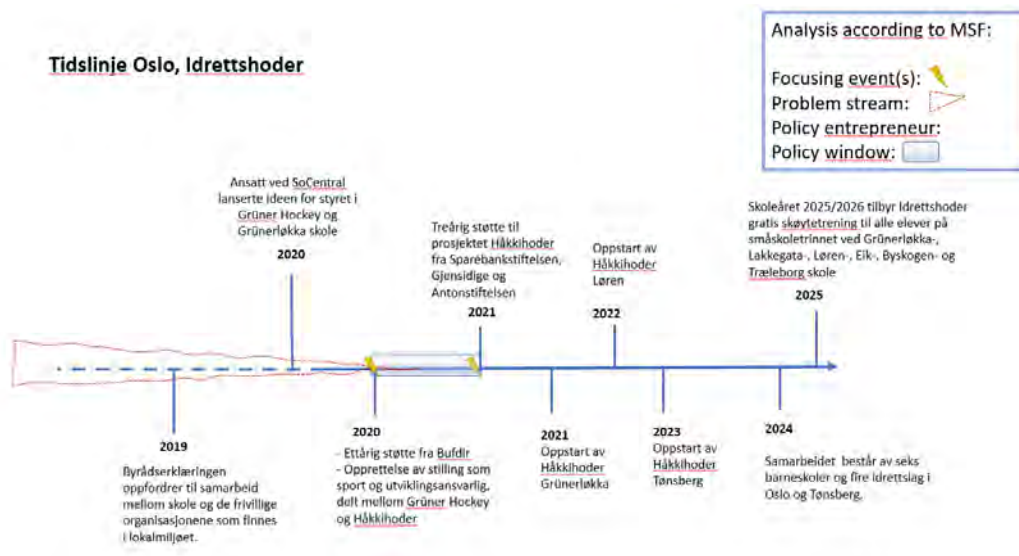 Tidslinje Oslo, Idrettshoder
Analysis according to MSF:
Focusing event(s):
Problem stream:
Policy entrepreneur:
Policy window:
Ansatt ved SoCentral
lanserte ideen for styret i
Grüner Hockey og
Grünerløkka skole
2020
Treårig støtte til
prosjektet Håkkihoder
fra Sparebankstiftelsen,
Gjensidige og
Antonstiftelsen
2021
Oppstart av
Håkkihoder
Løren
2022
Skoleåret 2025/2026 tilbyr Idrettshoder
gratis skøytetrening til alle elever på
småskoletrinnet ved Grünerløkka-,
Lakkegata-, Løren-, Eik-, Byskogen- og
Træleborg skole
2025
2019
Byrådserklæringen
oppfordrer til samarbeid
mellom skole og de frivillige
organisasjonene som finnes
i lokalmiljøet.
2020
- Ettårig støtte fra Bufdir
- Opprettelse av stilling som
sport og utviklingsansvarlig,
delt mellom Grüner Hockey
og Håkkihoder
2021
Oppstart av
Håkkihoder
Grünerløkka
2023
Oppstart av
Håkkihoder
Tønsberg
2024
Samarbeidet består av seks
barneskoler og fire idrettslag i
Oslo og Tønsberg.